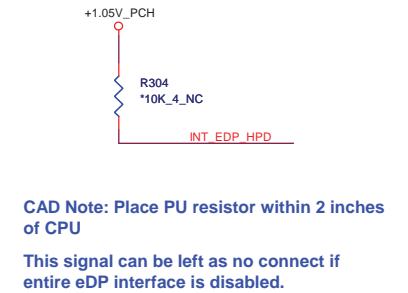 +1.05V_PCH
R304
*10K_4_NC
INT_EDP_HPD
CAD Note: Place PU resistor within 2 inches
of CPU
This signal can be left as no connect if
entire eDP interface is disabled.